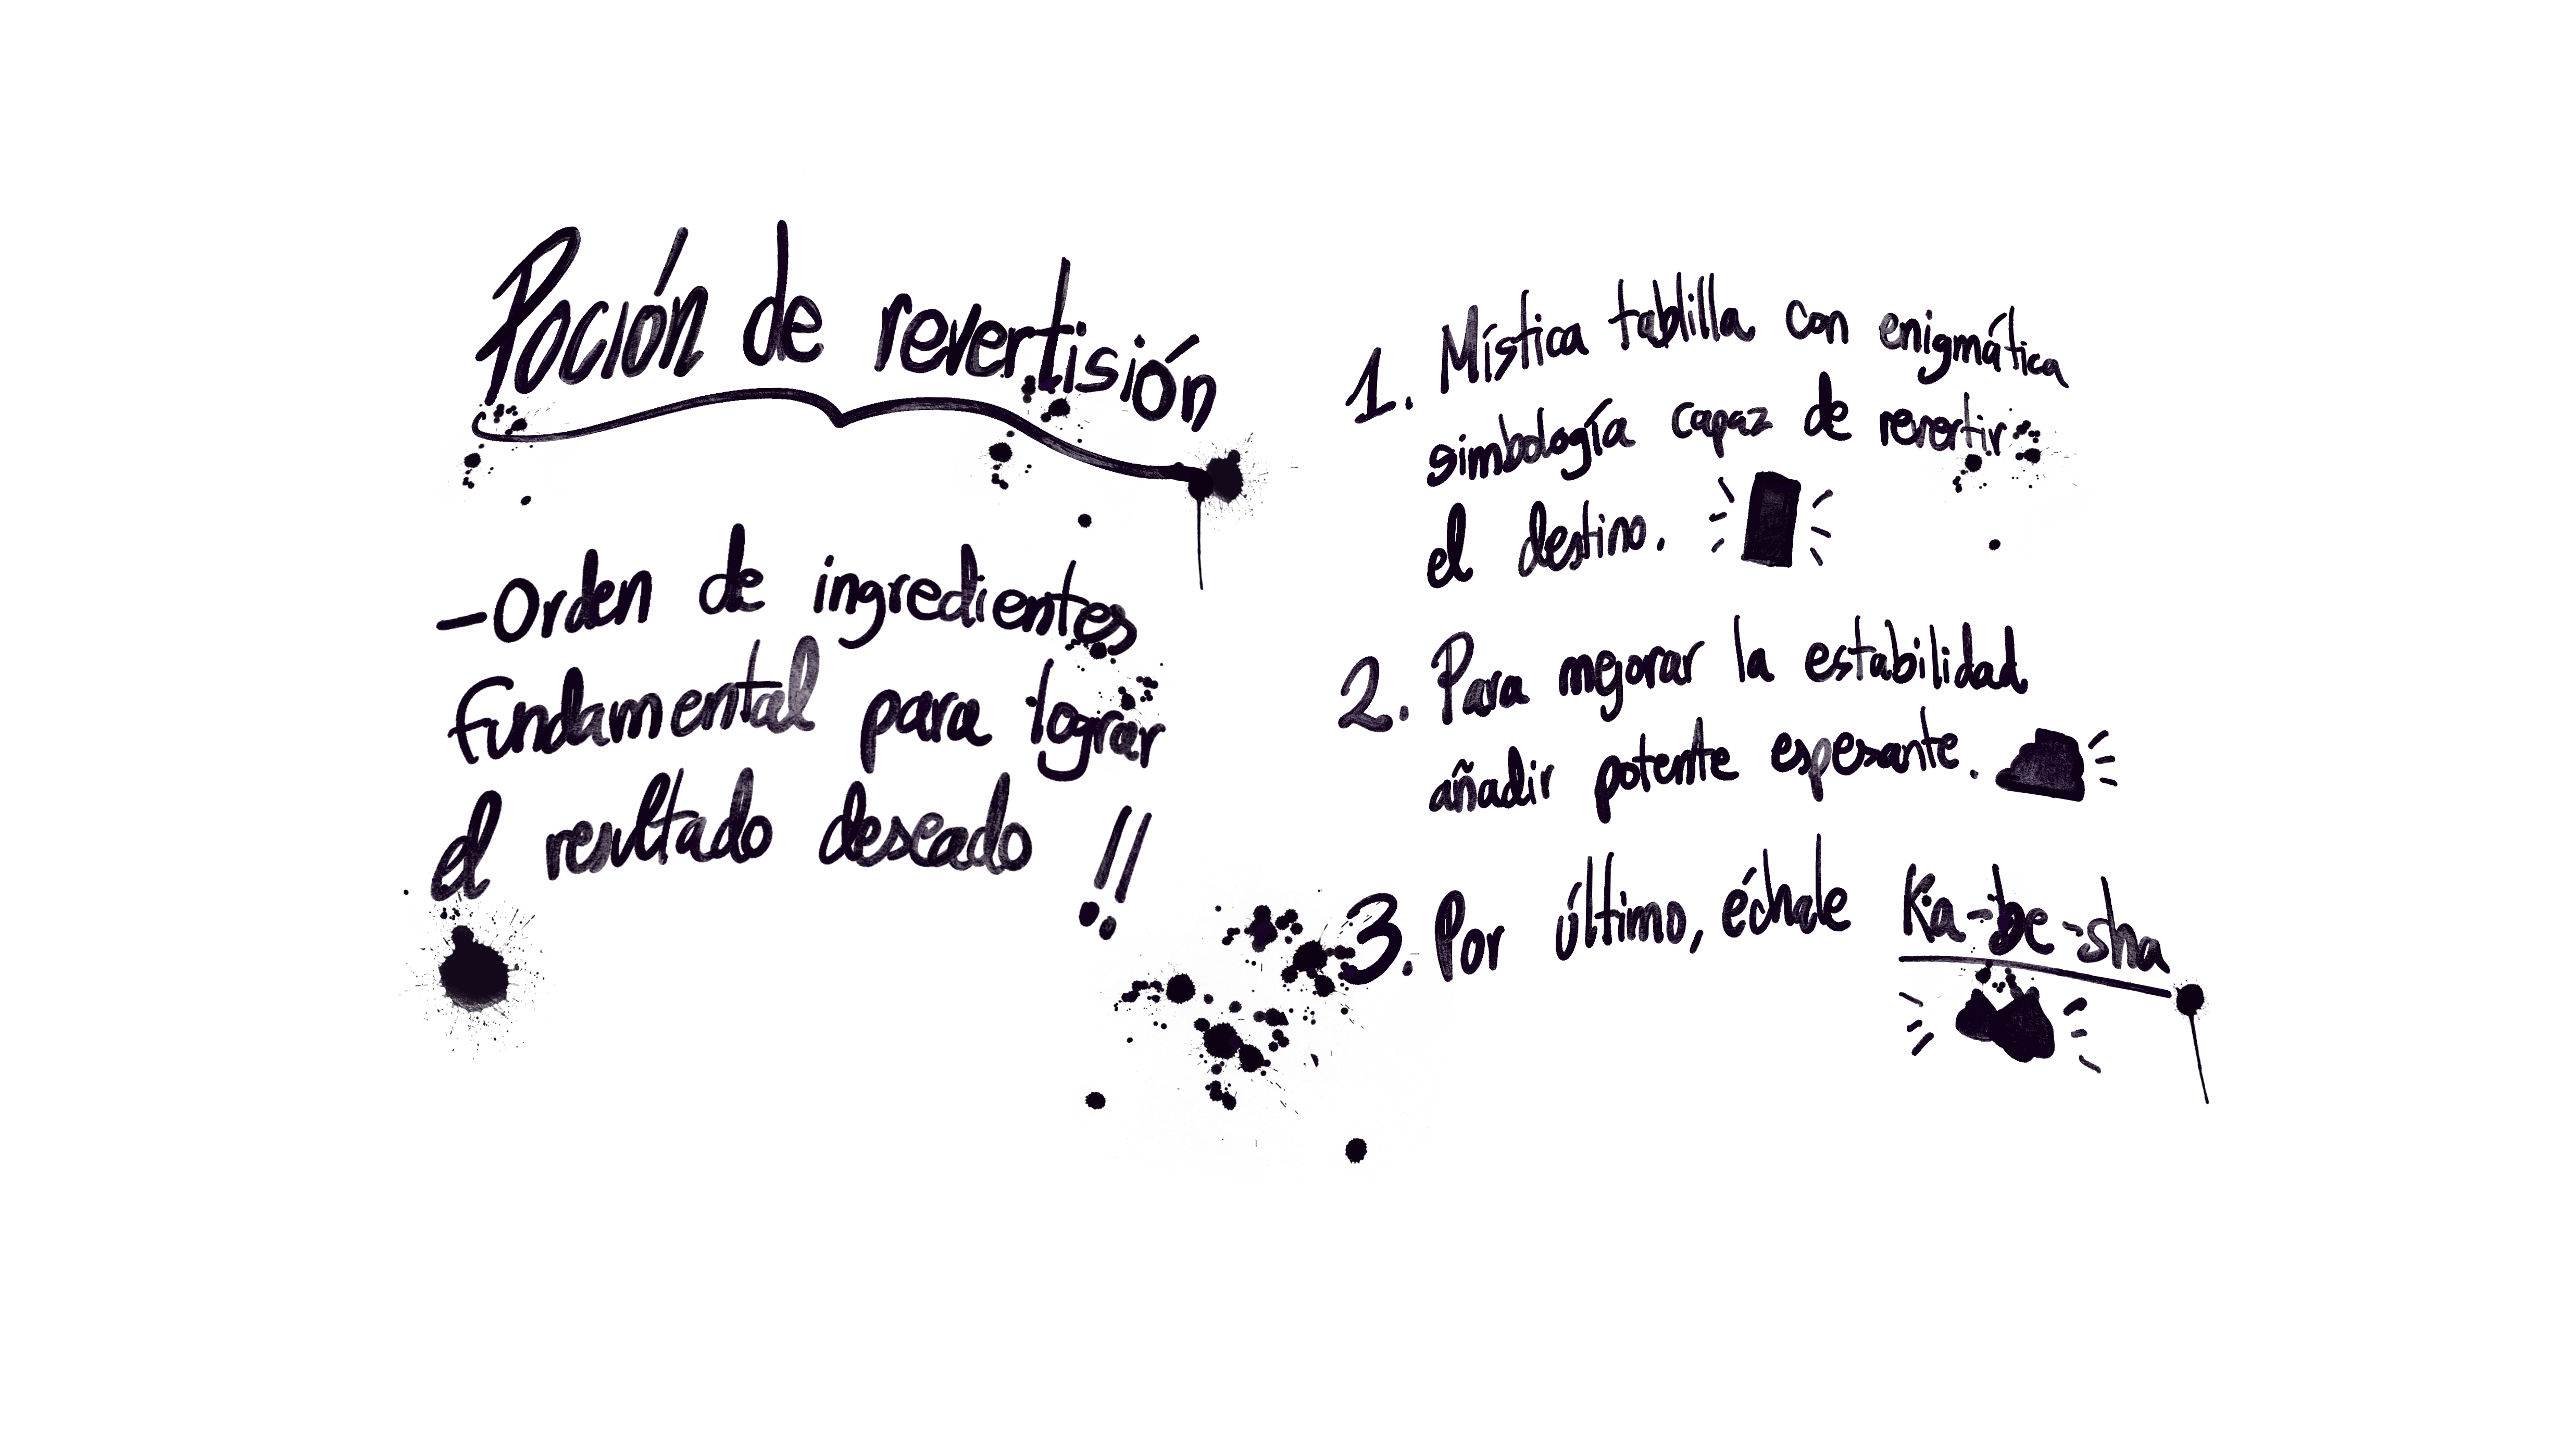 Poción de revertisión
-Orden de ingredientes
fundamental para lograr
el resultado deseado !!
1. Mística tablilla con enigmática
simbología capaz de revertir
el destino.
2. Para mejorar la estabilidad
añadir potente espesante.
3. Por último, échale Ka-be-sha